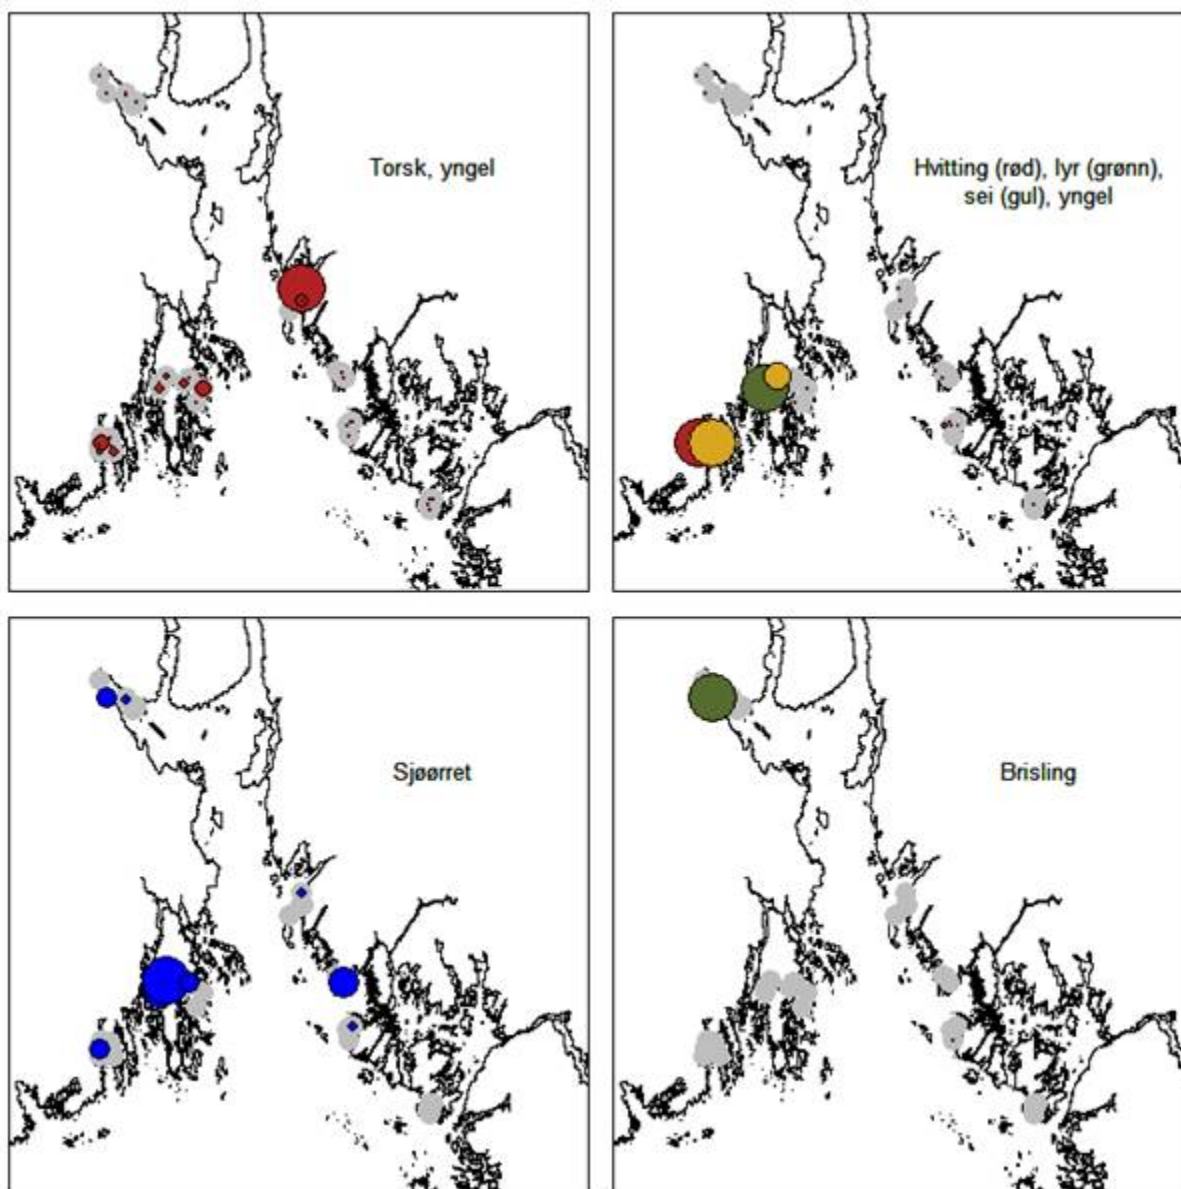 Torsk, yngel
Hvitting (rød), lyr (grønn),
sei (gul), yngel
Sjøørret
Brisling